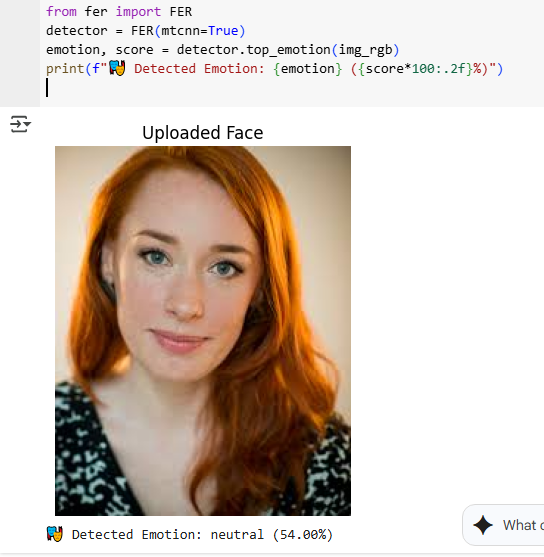 from fer import FER
detector = FER(mtcnn=True)
emotion, score = detector.top_emotion(img_rgb)
print(f"🎭 Detected Emotion: {emotion} ({score*100:.2f}%)")
Uploaded Face
🎭 Detected Emotion: neutral (54.00%)
What c